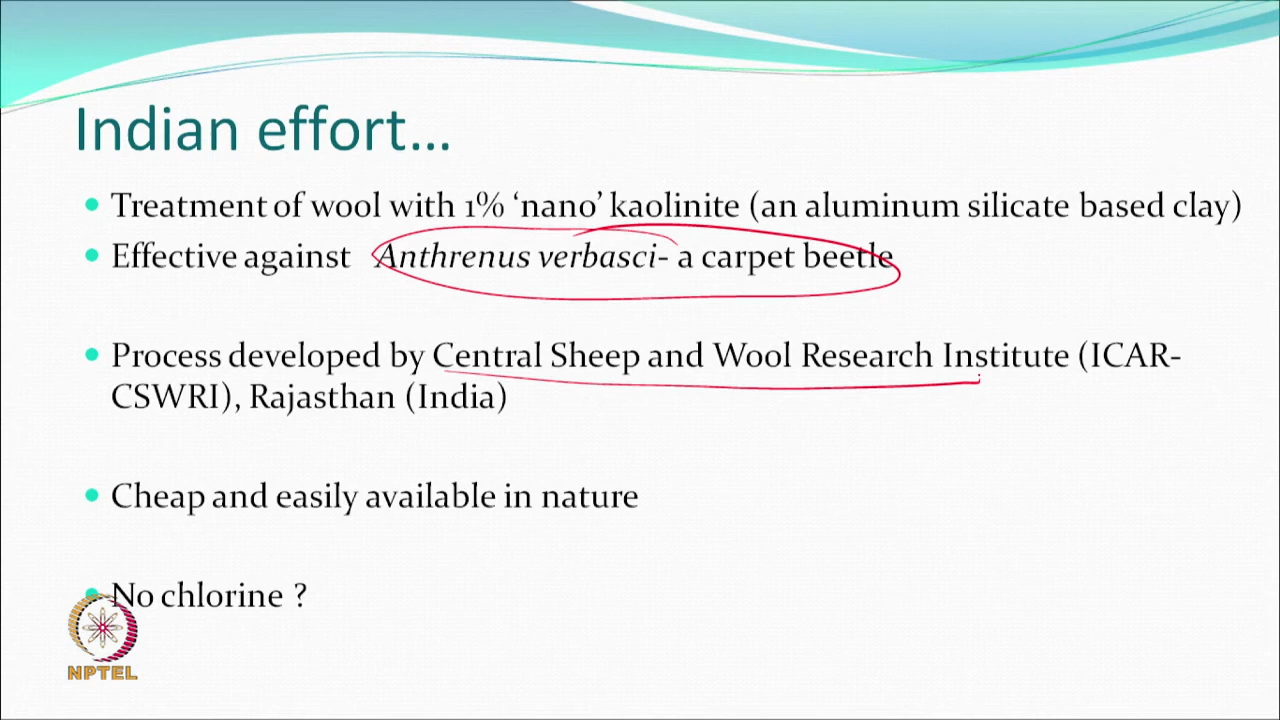 Indian effort...
Treatment of wool with 1% ‘nano’ kaolinite (an aluminum silicate based clay)
Effective against Anthrenus verbasci- a carpet beetle
Process developed by Central Sheep and Wool Research Institute (ICAR-
CSWRI), Rajasthan (India)
Cheap and easily available in nature
No chlorine ?
NPTEL